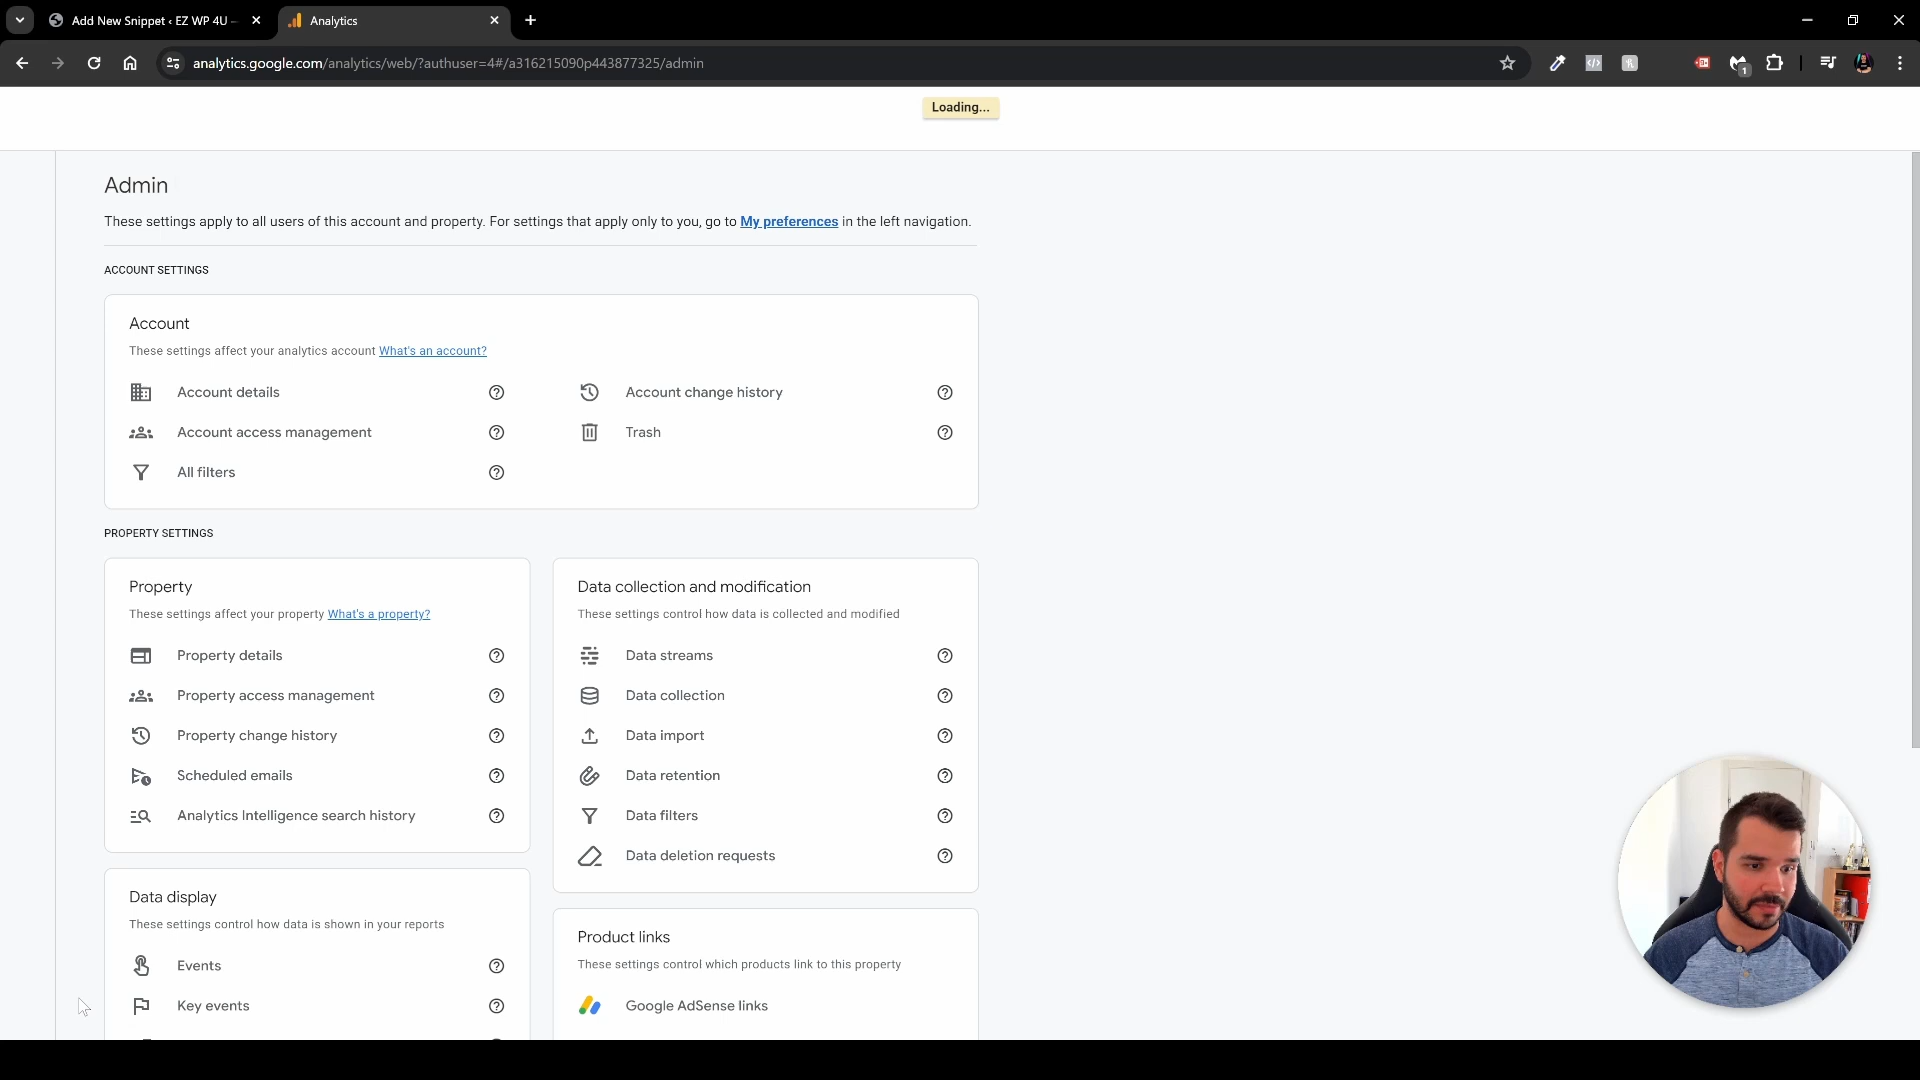 Add New Snippet ‹ EZ WP 4U –
Analytics
analytics.google.com/analytics/web/?authuser=4#/a316215090p443877325/admin
1
Loading...
Admin
These settings apply to all users of this account and property. For settings that apply only to you, go to My preferences in the left navigation.
ACCOUNT SETTINGS
Account
These settings affect your analytics account What's an account?
Account details
Account change history
Account access management
Trash
All filters
PROPERTY SETTINGS
Property
These settings affect your property What's a property?
Property details
Property access management
Property change history
Scheduled emails
Analytics Intelligence search history
Data collection and modification
These settings control how data is collected and modified
Data streams
Data collection
Data import
Data retention
Data filters
Data deletion requests
Data display
These settings control how data is shown in your reports
Events
Key events
Product links
These settings control which products link to this property
Google AdSense links